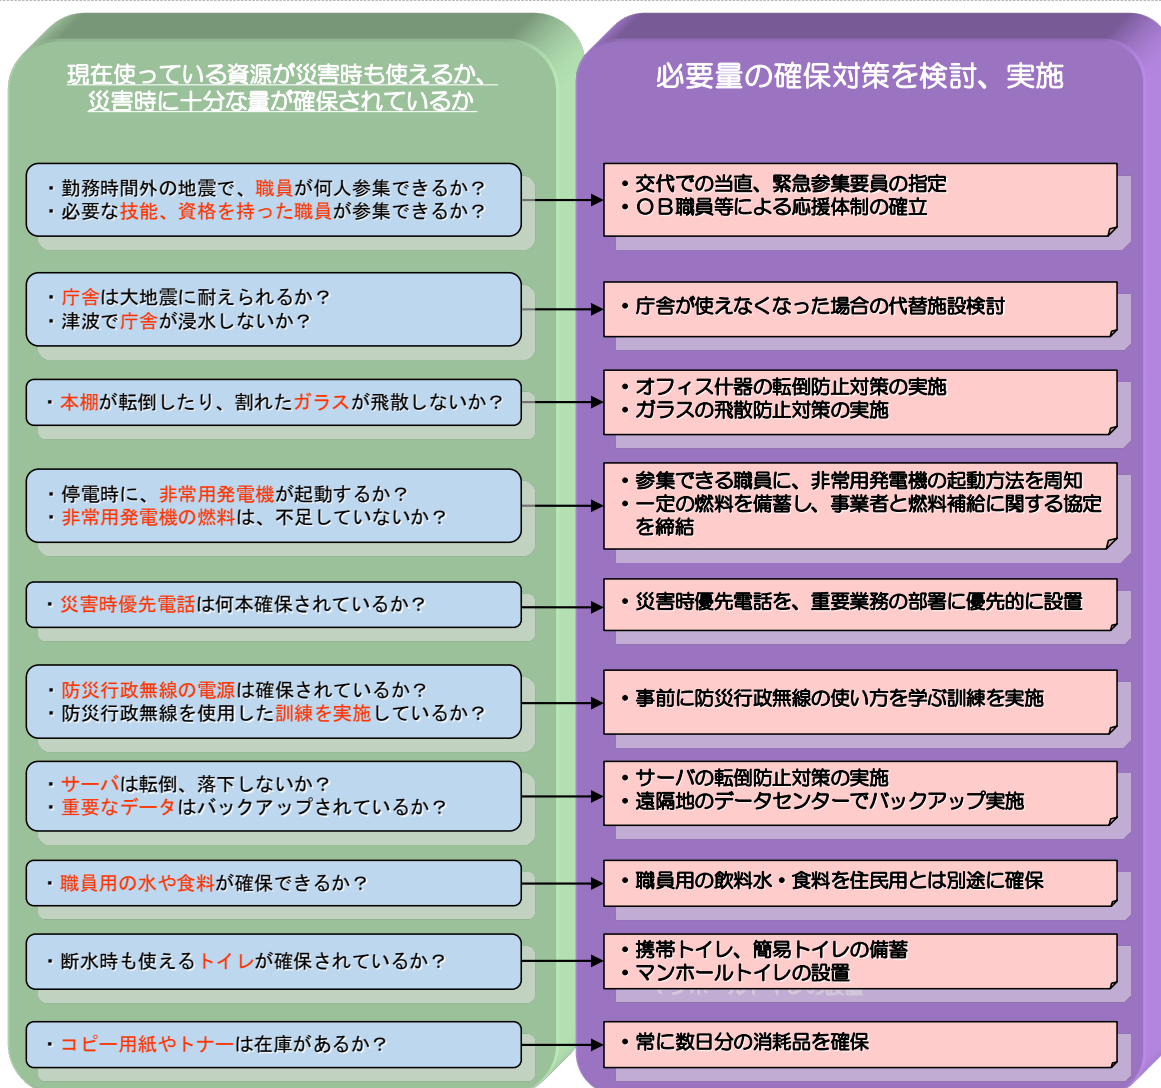 現在使っている資源が災害時も使えるか、
災害時に十分な量が確保されているか
必要量の確保対策を検討、実施
・勤務時間外の地震で、職員が何人参集できるか？
・必要な技能、資格を持った職員が参集できるか？
・交代での当直、緊急参集要員の指定
・ＯＢ職員等による応援体制の確立
・庁舎は大地震に耐えられるか？
・津波で庁舎が浸水しないか？
・庁舎が使えなくなった場合の代替施設検討
・本棚が転倒したり、割れたガラスが飛散しないか？
・オフィス什器の転倒防止対策の実施
・ガラスの飛散防止対策の実施
・停電時に、非常用発電機が起動するか？
・非常用発電機の燃料は、不足していないか？
・参集できる職員に、非常用発電機の起動方法を周知
・一定の燃料を備蓄し、事業者と燃料補給に関する協定
を締結
・災害時優先電話は何本確保されているか？
・災害時優先電話を、重要業務の部署に優先的に設置
・防災行政無線の電源は確保されているか？
・防災行政無線を使用した訓練を実施しているか？
・事前に防災行政無線の使い方を学ぶ訓練を実施
・サーバは転倒、落下しないか？
・重要なデータはバックアップされているか？
・サーバの転倒防止対策の実施
・遠隔地のデータセンターでバックアップ実施
・職員用の水や食料が確保できるか？
・職員用の飲料水・食料を住民用とは別途に確保
・断水時も使えるトイレが確保されているか？
・携帯トイレ、簡易トイレの備蓄
・マンホールトイレの設置
・コピー用紙やトナーは在庫があるか？
・常に数日分の消耗品を確保